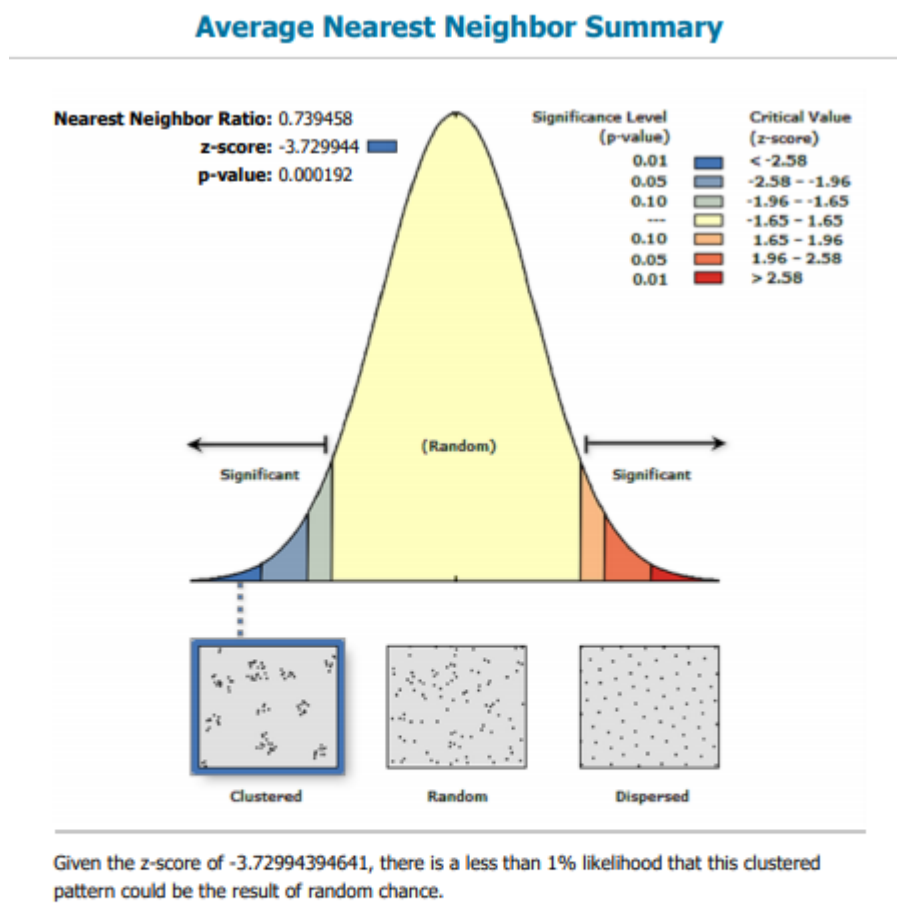 Average Nearest Neighbor Summary
Nearest Neighbor Ratio: 0.739458
z-score: -3.729944
p-value: 0.000192
Significance Level Critical Value
(p-value) (z-score)
0.01 < -2.58
0.05 -2.58 - -1.96
0.10 -1.96 - -1.65
--- -1.65 - 1.65
0.10 1.65 - 1.96
0.05 1.96 - 2.58
0.01 > 2.58
(Random)
Significant Significant
Clustered Random Dispersed
Given the z-score of -3.72994394641, there is a less than 1% likelihood that this clustered
pattern could be the result of random chance.